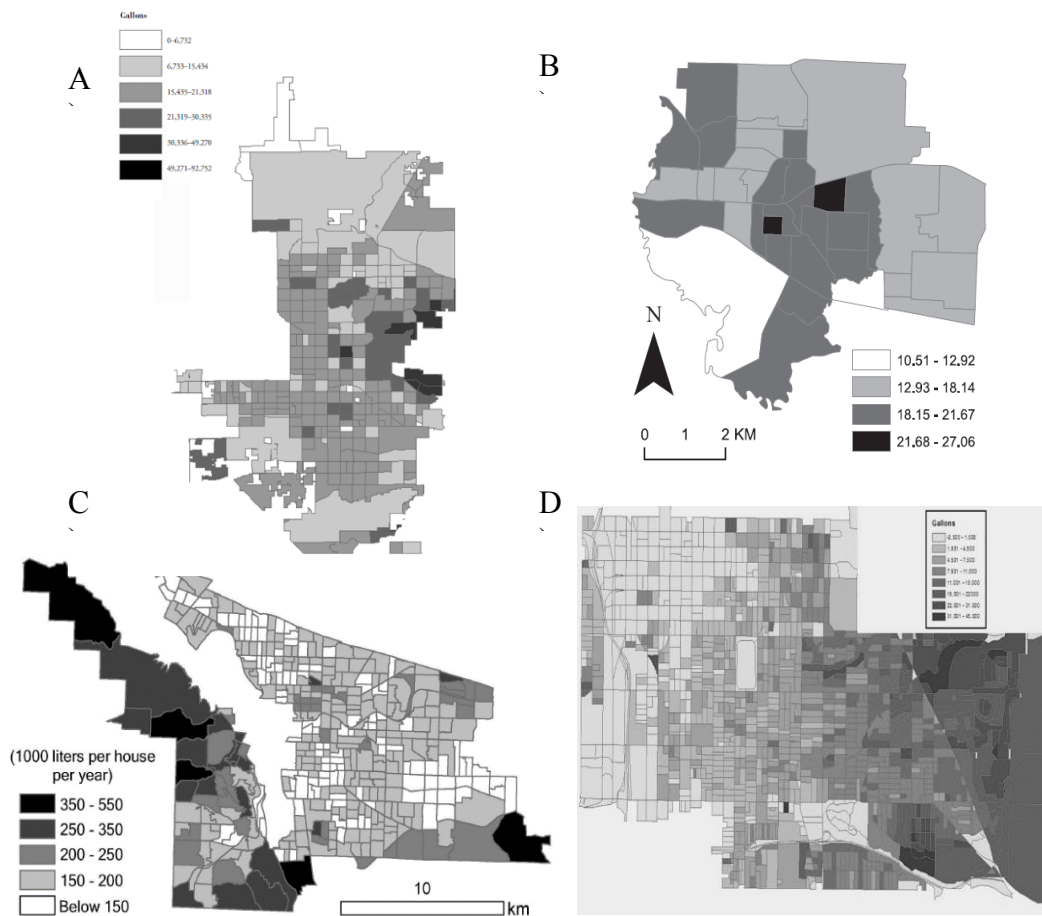 Gallons
0–6,732
6,733–15,434
15,435–21,318
21,319–30,335
30,336–49,270
49,271–92,752
A
B
N
0 1 2 KM
10.51 - 12.92
12.93 - 18.14
18.15 - 21.67
21.68 - 27.06
C
(1000 liters per house
per year)
350 - 550
250 - 350
200 - 250
150 - 200
Below 150
10
km
D
Gallons